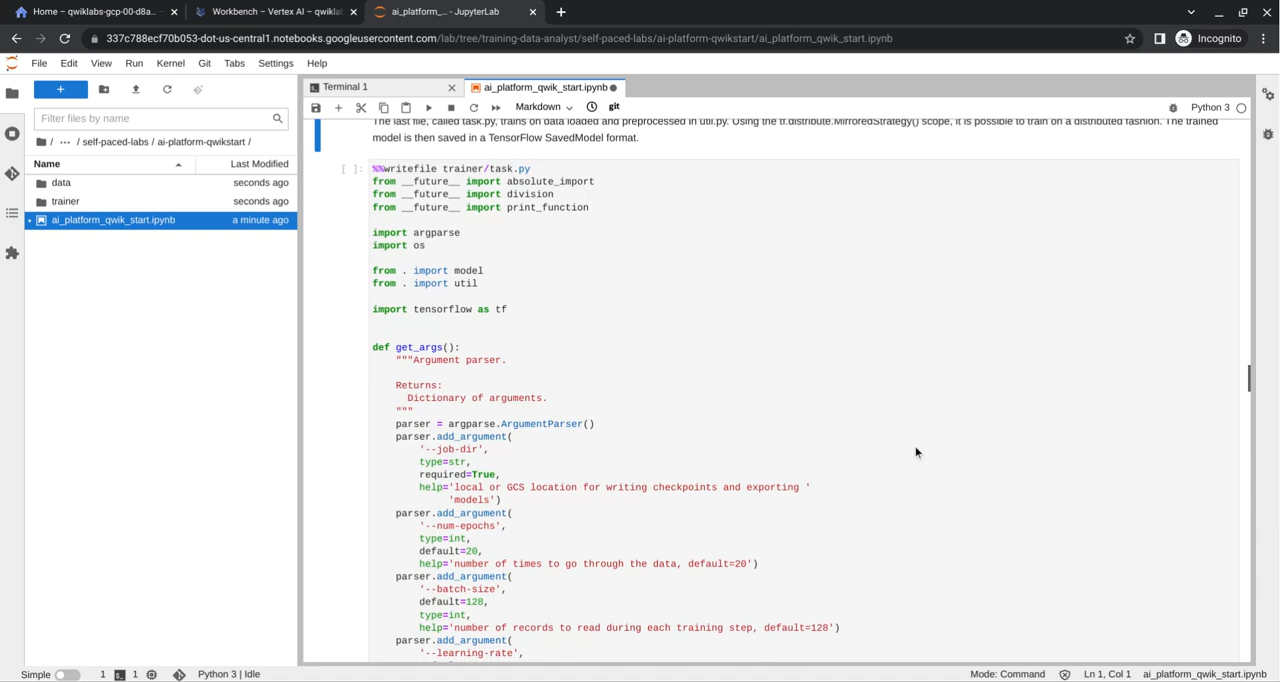 Home – qwiklabs-gcp-00-d8a...
Workbench – Vertex AI – qwikla
ai_platform_... - JupyterLab
337c788ecf70b053-dot-us-central1.notebooks.googleusercontent.com/lab/tree/training-data-analyst/self-paced-labs/ai-platform-qwikstart/ai_platform_qwik_start.ipynb
Incognito
File Edit View Run Kernel Git Tabs Settings Help
Terminal 1
ai_platform_qwik_start.ipynb
Markdown
git
Python 3
Filter files by name
/ ... / self-paced-labs / ai-platform-qwikstart /
Name Last Modified
data seconds ago
trainer seconds ago
ai_platform_qwik_start.ipynb a minute ago
The last file, called task.py, trains on data loaded and preprocessed in util.py. Using the tf.distribute.MirroredStrategy() scope, it is possible to train on a distributed fashion. The trained
model is then saved in a TensorFlow SavedModel format.
[ ]: %%writefile trainer/task.py
from __future__ import absolute_import
from __future__ import division
from __future__ import print_function
import argparse
import os
from . import model
from . import util
import tensorflow as tf
def get_args():
"""Argument parser.
Returns:
Dictionary of arguments.
"""
parser = argparse.ArgumentParser()
parser.add_argument(
'--job-dir',
type=str,
required=True,
help='local or GCS location for writing checkpoints and exporting '
'models')
parser.add_argument(
'--num-epochs',
type=int,
default=20,
help='number of times to go through the data, default=20')
parser.add_argument(
'--batch-size',
default=128,
type=int,
help='number of records to read during each training step, default=128')
parser.add_argument(
'--learning-rate',
Simple
1
1
Python 3 | Idle
Mode: Command
Ln 1, Col 1
ai_platform_qwik_start.ipynb